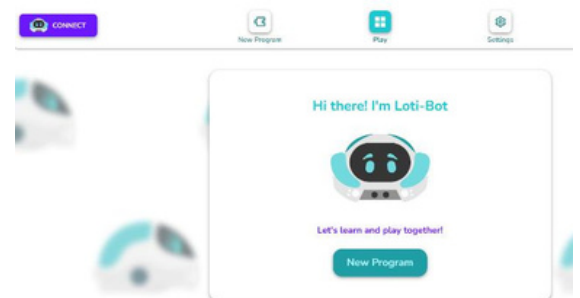 CONNECT
New Program
Play
Settings
Hi there! I'm Loti-Bot
Let's learn and play together!
New Program